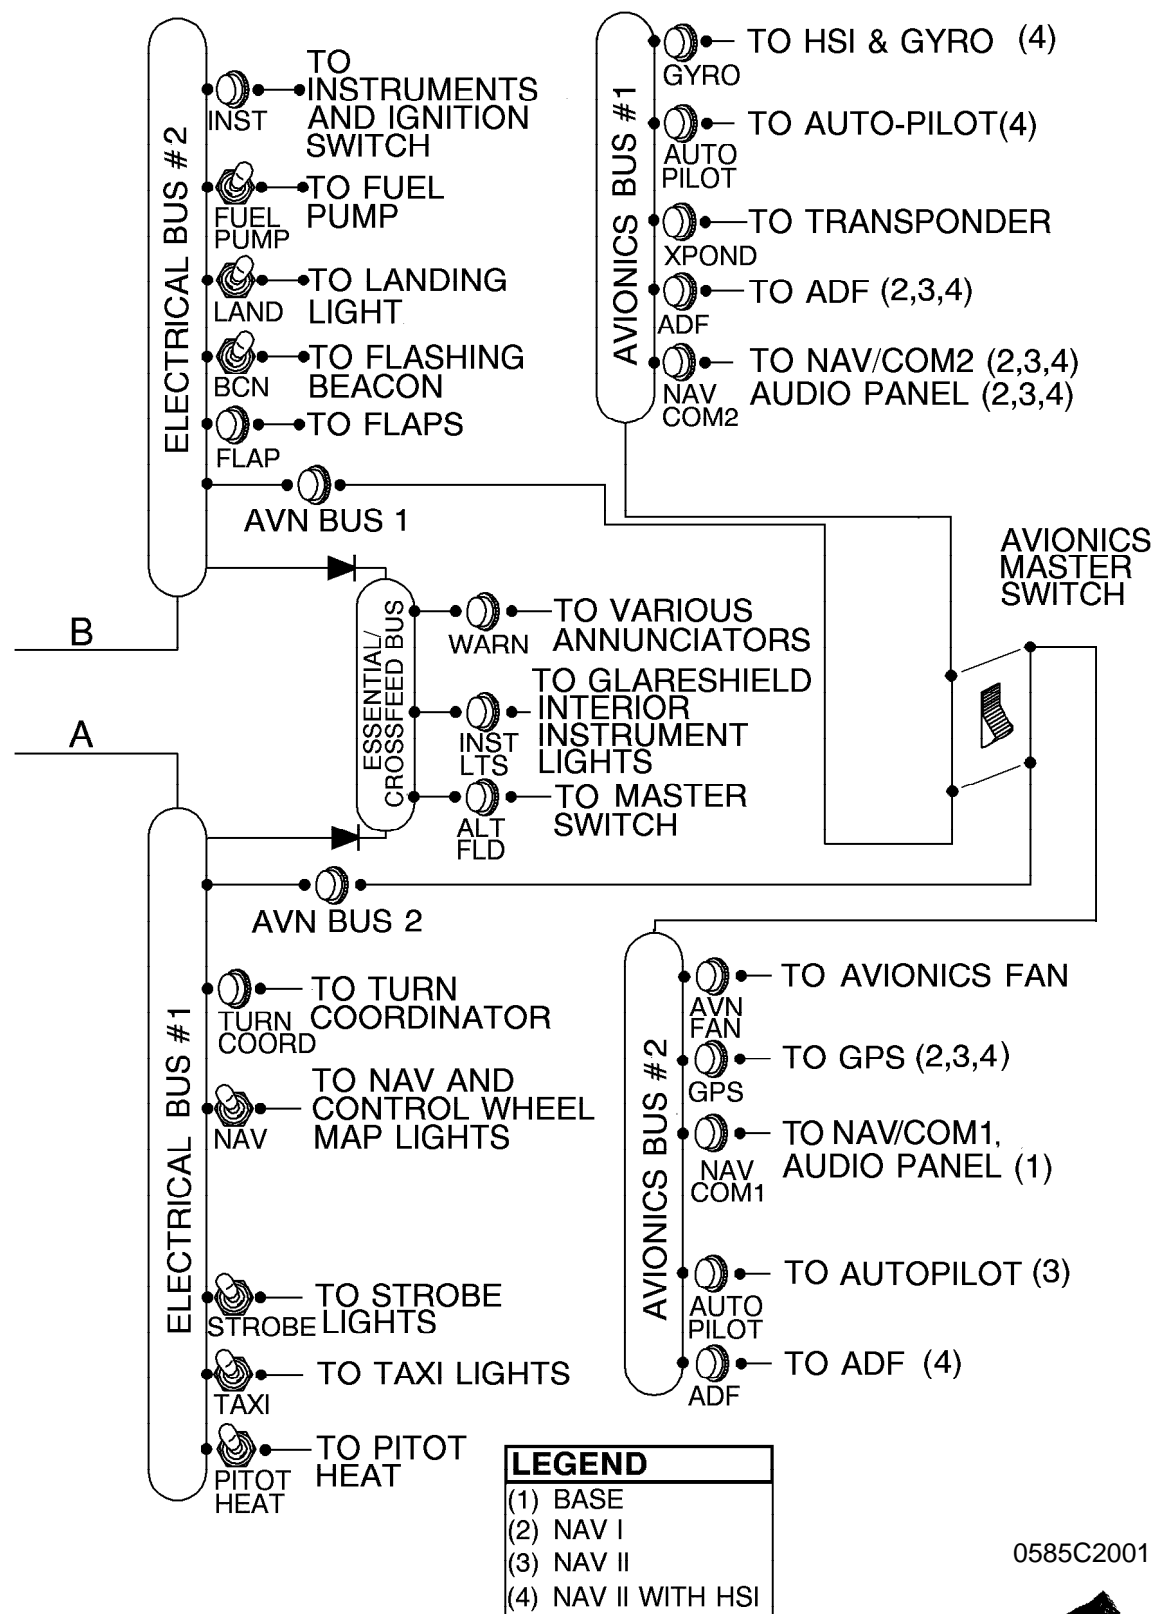 ELECTRICAL BUS #2
INST
TO
INSTRUMENTS
AND IGNITION
SWITCH
FUEL
PUMP
TO FUEL
PUMP
LAND
TO LANDING
LIGHT
BCN
TO FLASHING
BEACON
FLAP
TO FLAPS
AVN BUS 1
AVIONICS BUS #1
GYRO
TO HSI & GYRO (4)
AUTO
PILOT
TO AUTO-PILOT(4)
XPOND
TO TRANSPONDER
ADF
TO ADF (2,3,4)
NAV
COM2
TO NAV/COM2 (2,3,4)
AUDIO PANEL (2,3,4)
AVIONICS
MASTER
SWITCH
B
A
ESSENTIAL/
CROSSFEED BUS
WARN
TO VARIOUS
ANNUNCIATORS
INST
LTS
TO GLARESHIELD
INTERIOR
INSTRUMENT
LIGHTS
ALT
FLD
TO MASTER
SWITCH
ELECTRICAL BUS #1
AVN BUS 2
TURN
COORD
TO TURN
COORDINATOR
NAV
TO NAV AND
CONTROL WHEEL
MAP LIGHTS
STROBE
TO STROBE
LIGHTS
TAXI
TO TAXI LIGHTS
PITOT
HEAT
TO PITOT
HEAT
AVIONICS BUS #2
AVN
FAN
TO AVIONICS FAN
GPS
TO GPS (2,3,4)
NAV
COM1
TO NAV/COM1,
AUDIO PANEL (1)
AUTO
PILOT
TO AUTOPILOT (3)
ADF
TO ADF (4)
LEGEND
(1) BASE
(2) NAV I
(3) NAV II
(4) NAV II WITH HSI
0585C2001